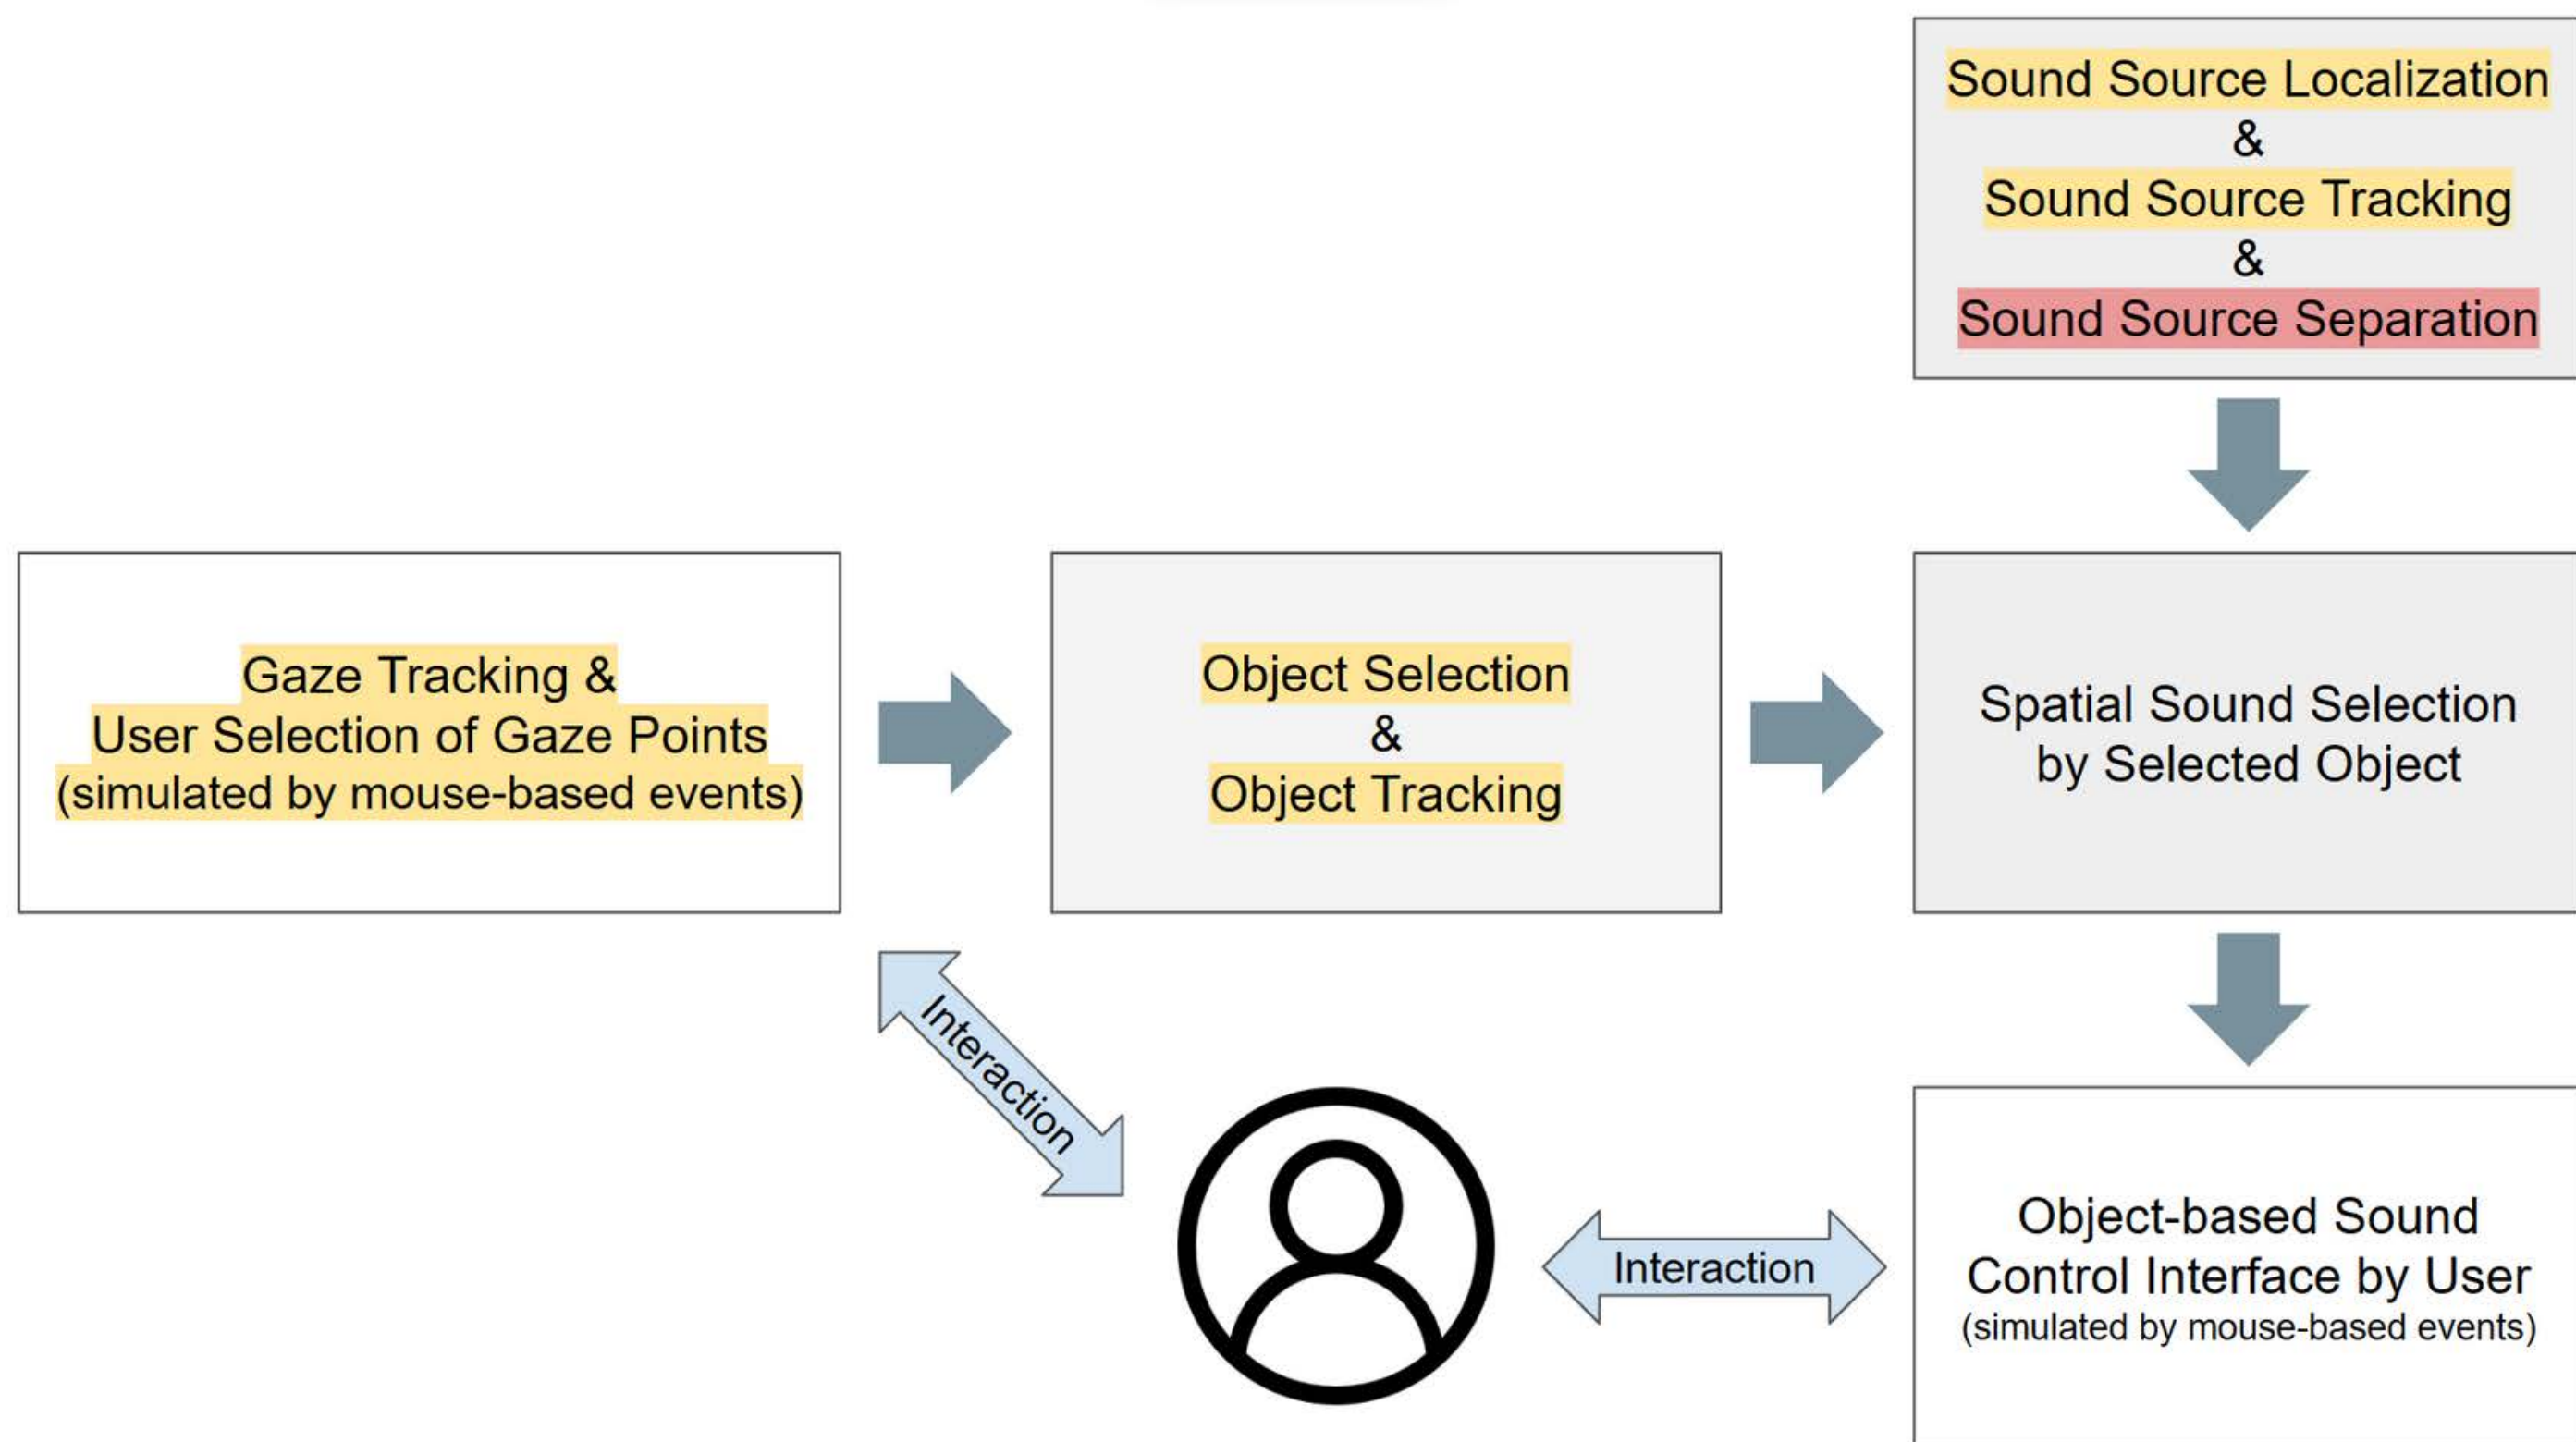 Sound Source Localization
&
Sound Source Tracking
&
Sound Source Separation
Gaze Tracking &
User Selection of Gaze Points
(simulated by mouse-based events)
Object Selection
&
Object Tracking
Spatial Sound Selection
by Selected Object
Interaction
Interaction
Object-based Sound
Control Interface by User
(simulated by mouse-based events)